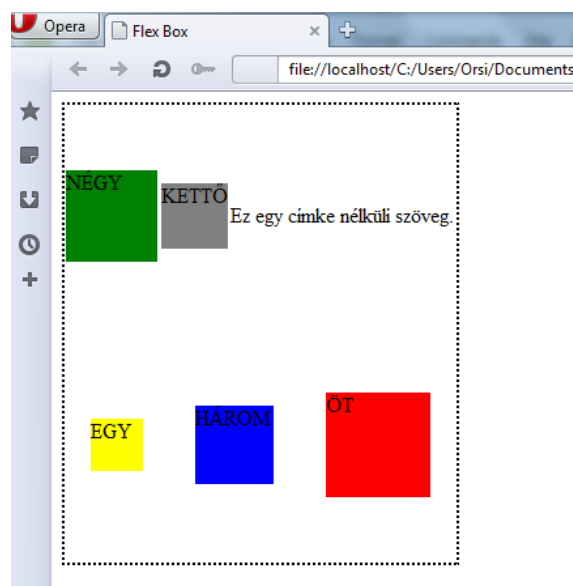 Opera
Flex Box
file://localhost/C:/Users/Orsi/Documents
NÉGY
KETTŐ
Ez egy címke nélküli szöveg.
EGY
HÁROM
ÖT